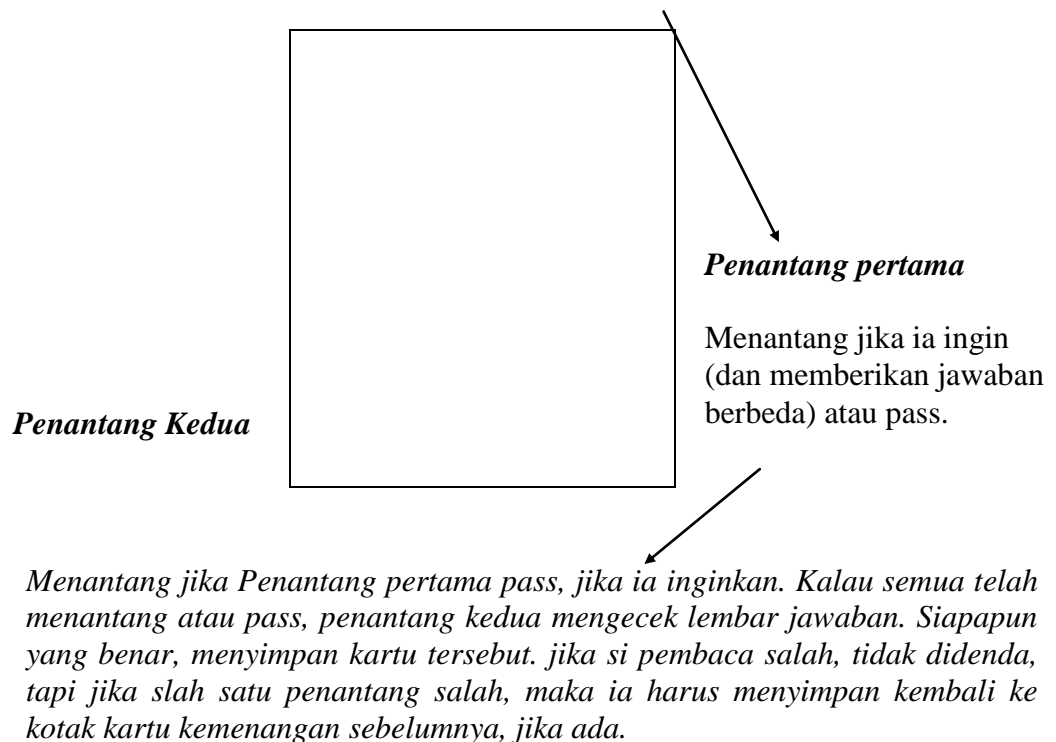 Penantang pertama
Menantang jika ia ingin
(dan memberikan jawaban
berbeda) atau pass.
Penantang Kedua
Menantang jika Penantang pertama pass, jika ia inginkan. Kalau semua telah
menantang atau pass, penantang kedua mengecek lembar jawaban. Siapapun
yang benar, menyimpan kartu tersebut. jika si pembaca salah, tidak didenda,
tapi jika slah satu penantang salah, maka ia harus menyimpan kembali ke
kotak kartu kemenangan sebelumnya, jika ada.